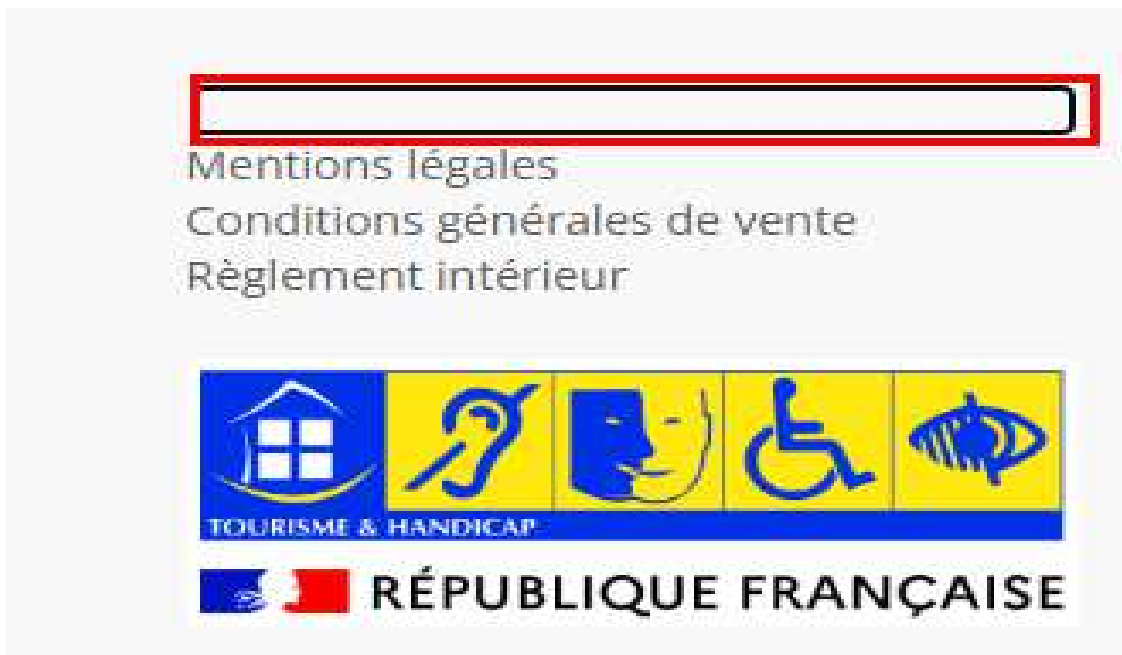 Mentions légales
Conditions générales de vente
Règlement intérieur
TOURISME & HANDICAP
RÉPUBLIQUE FRANÇAISE